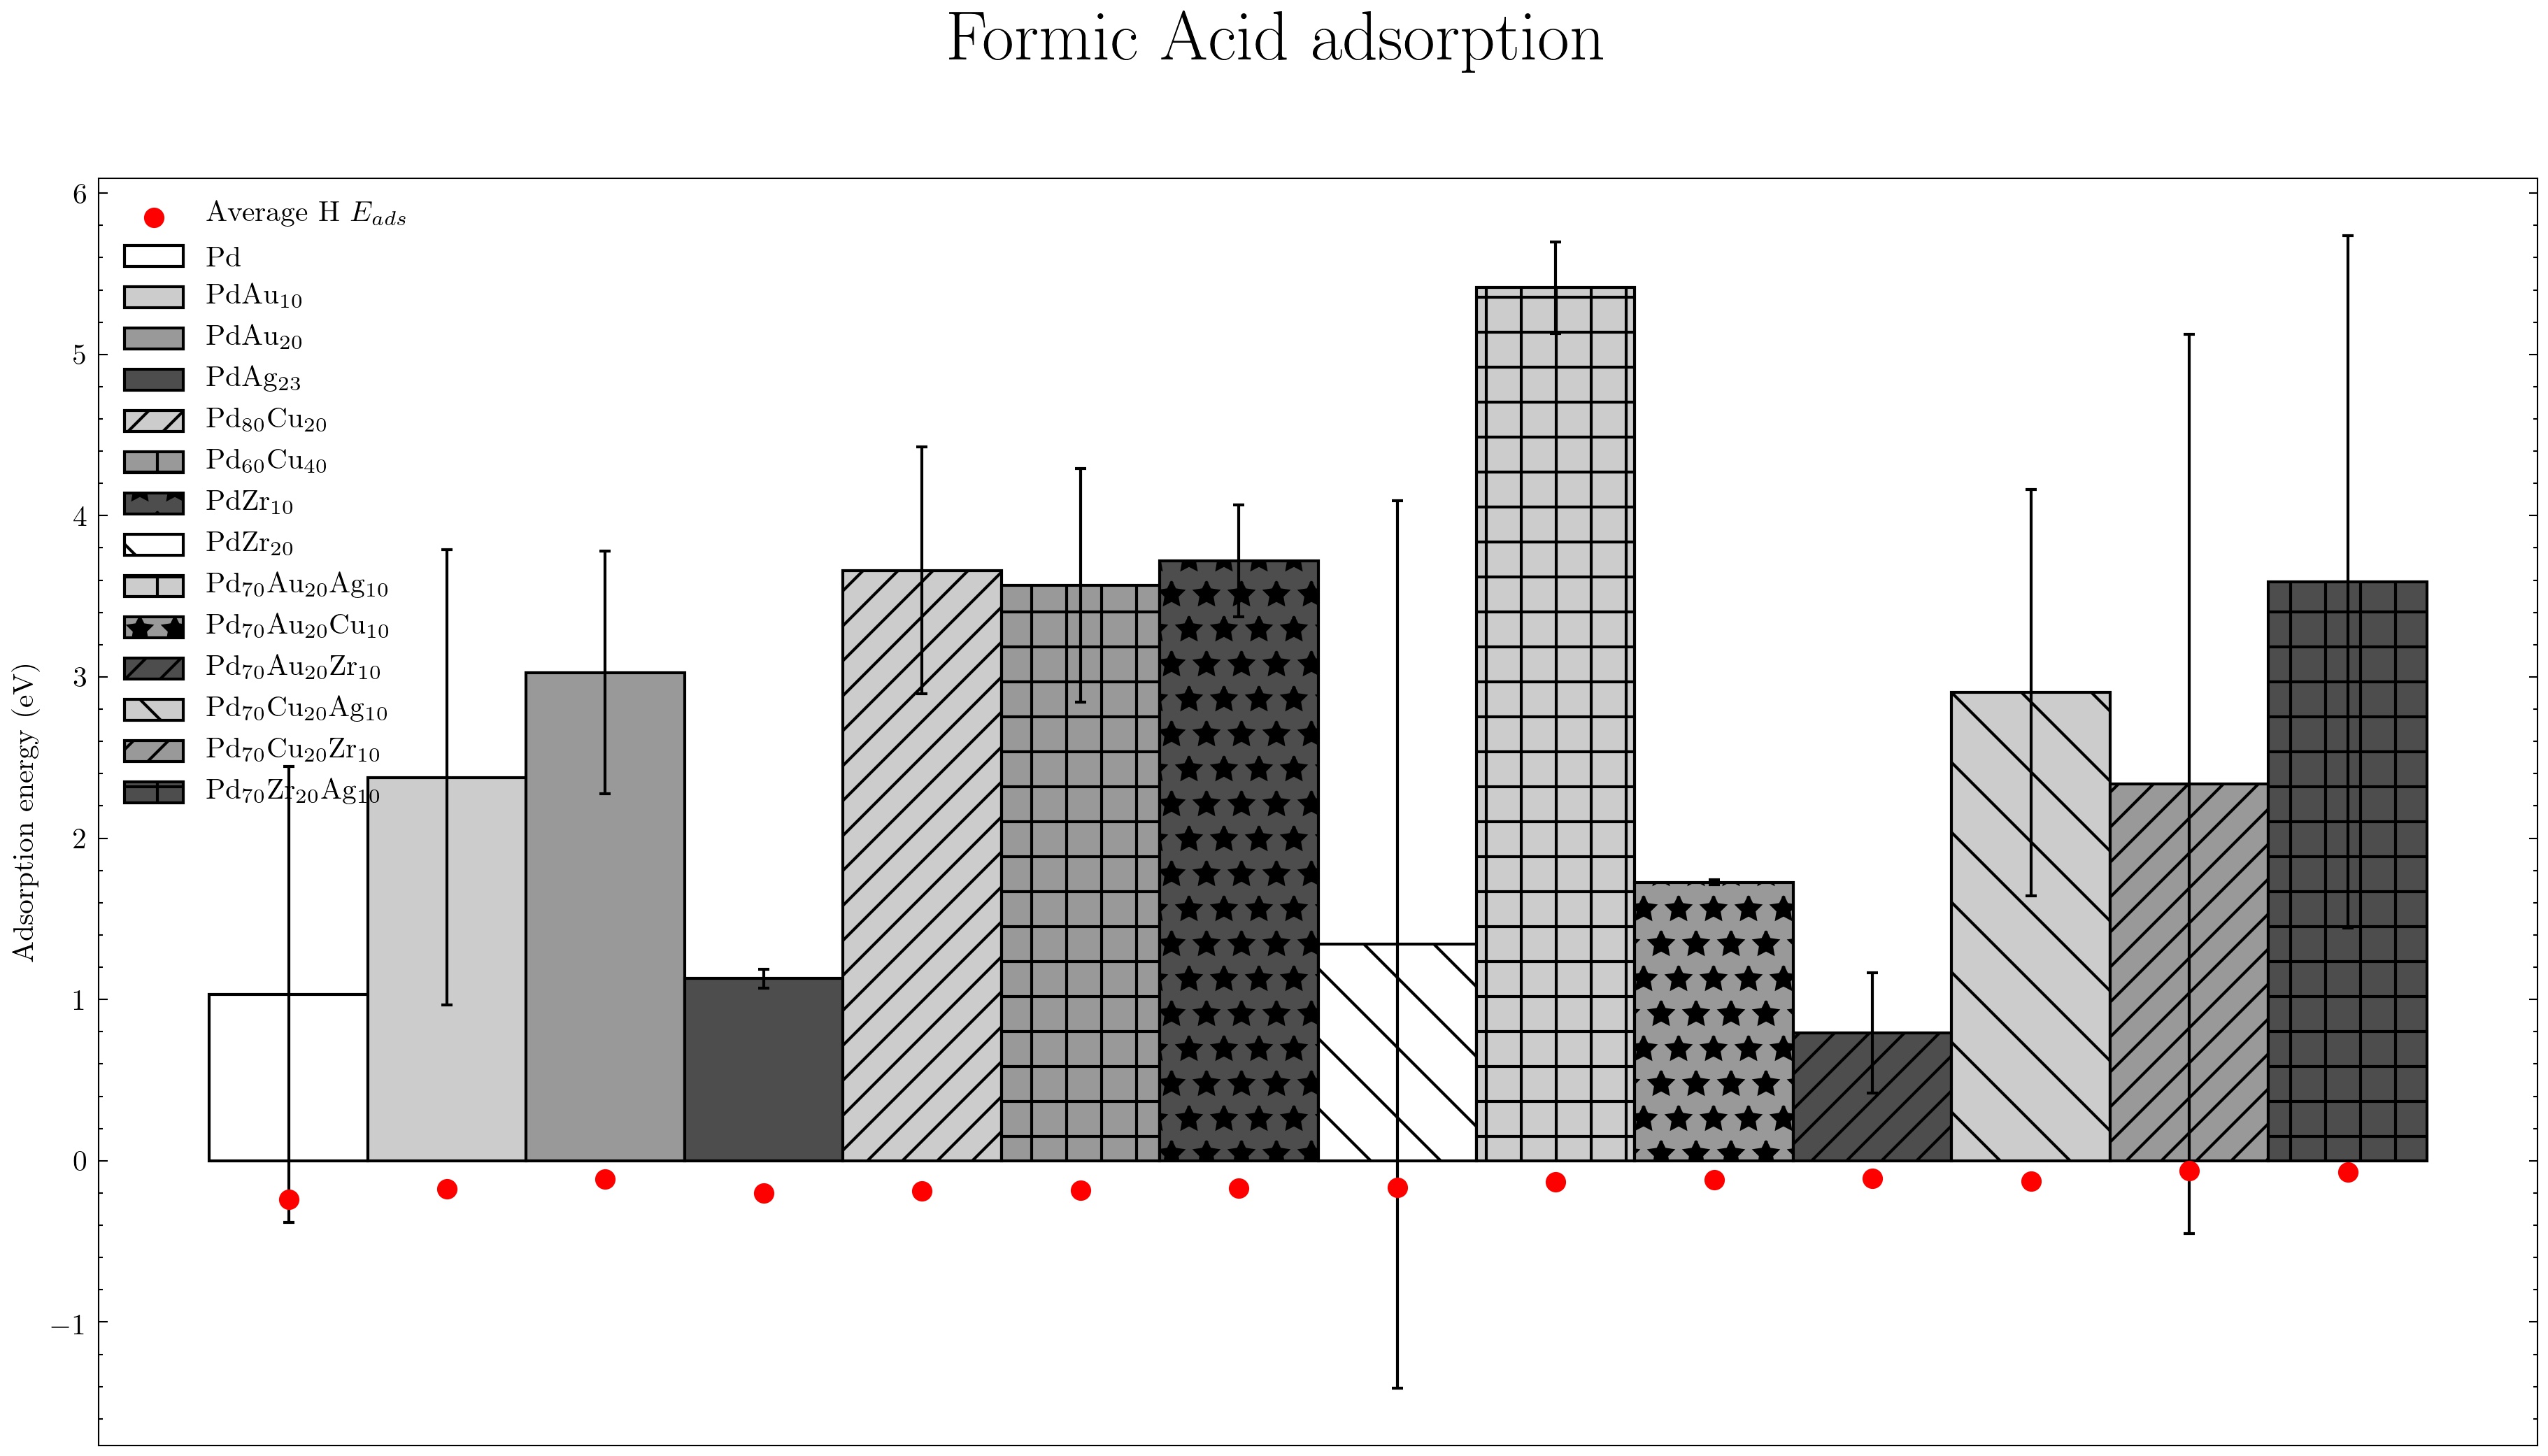 Formic Acid adsorption
6
5
4
3
2
1
0
−1
Adsorption energy (eV)
Average H E_ads
Pd
PdAu₁₀
PdAu₂₀
PdAg₂₃
Pd₈₀Cu₂₀
Pd₆₀Cu₄₀
PdZr₁₀
PdZr₂₀
Pd₇₀Au₂₀Ag₁₀
Pd₇₀Au₂₀Cu₁₀
Pd₇₀Au₂₀Zr₁₀
Pd₇₀Cu₂₀Ag₁₀
Pd₇₀Cu₂₀Zr₁₀
Pd₇₀Zr₂₀Ag₁₀